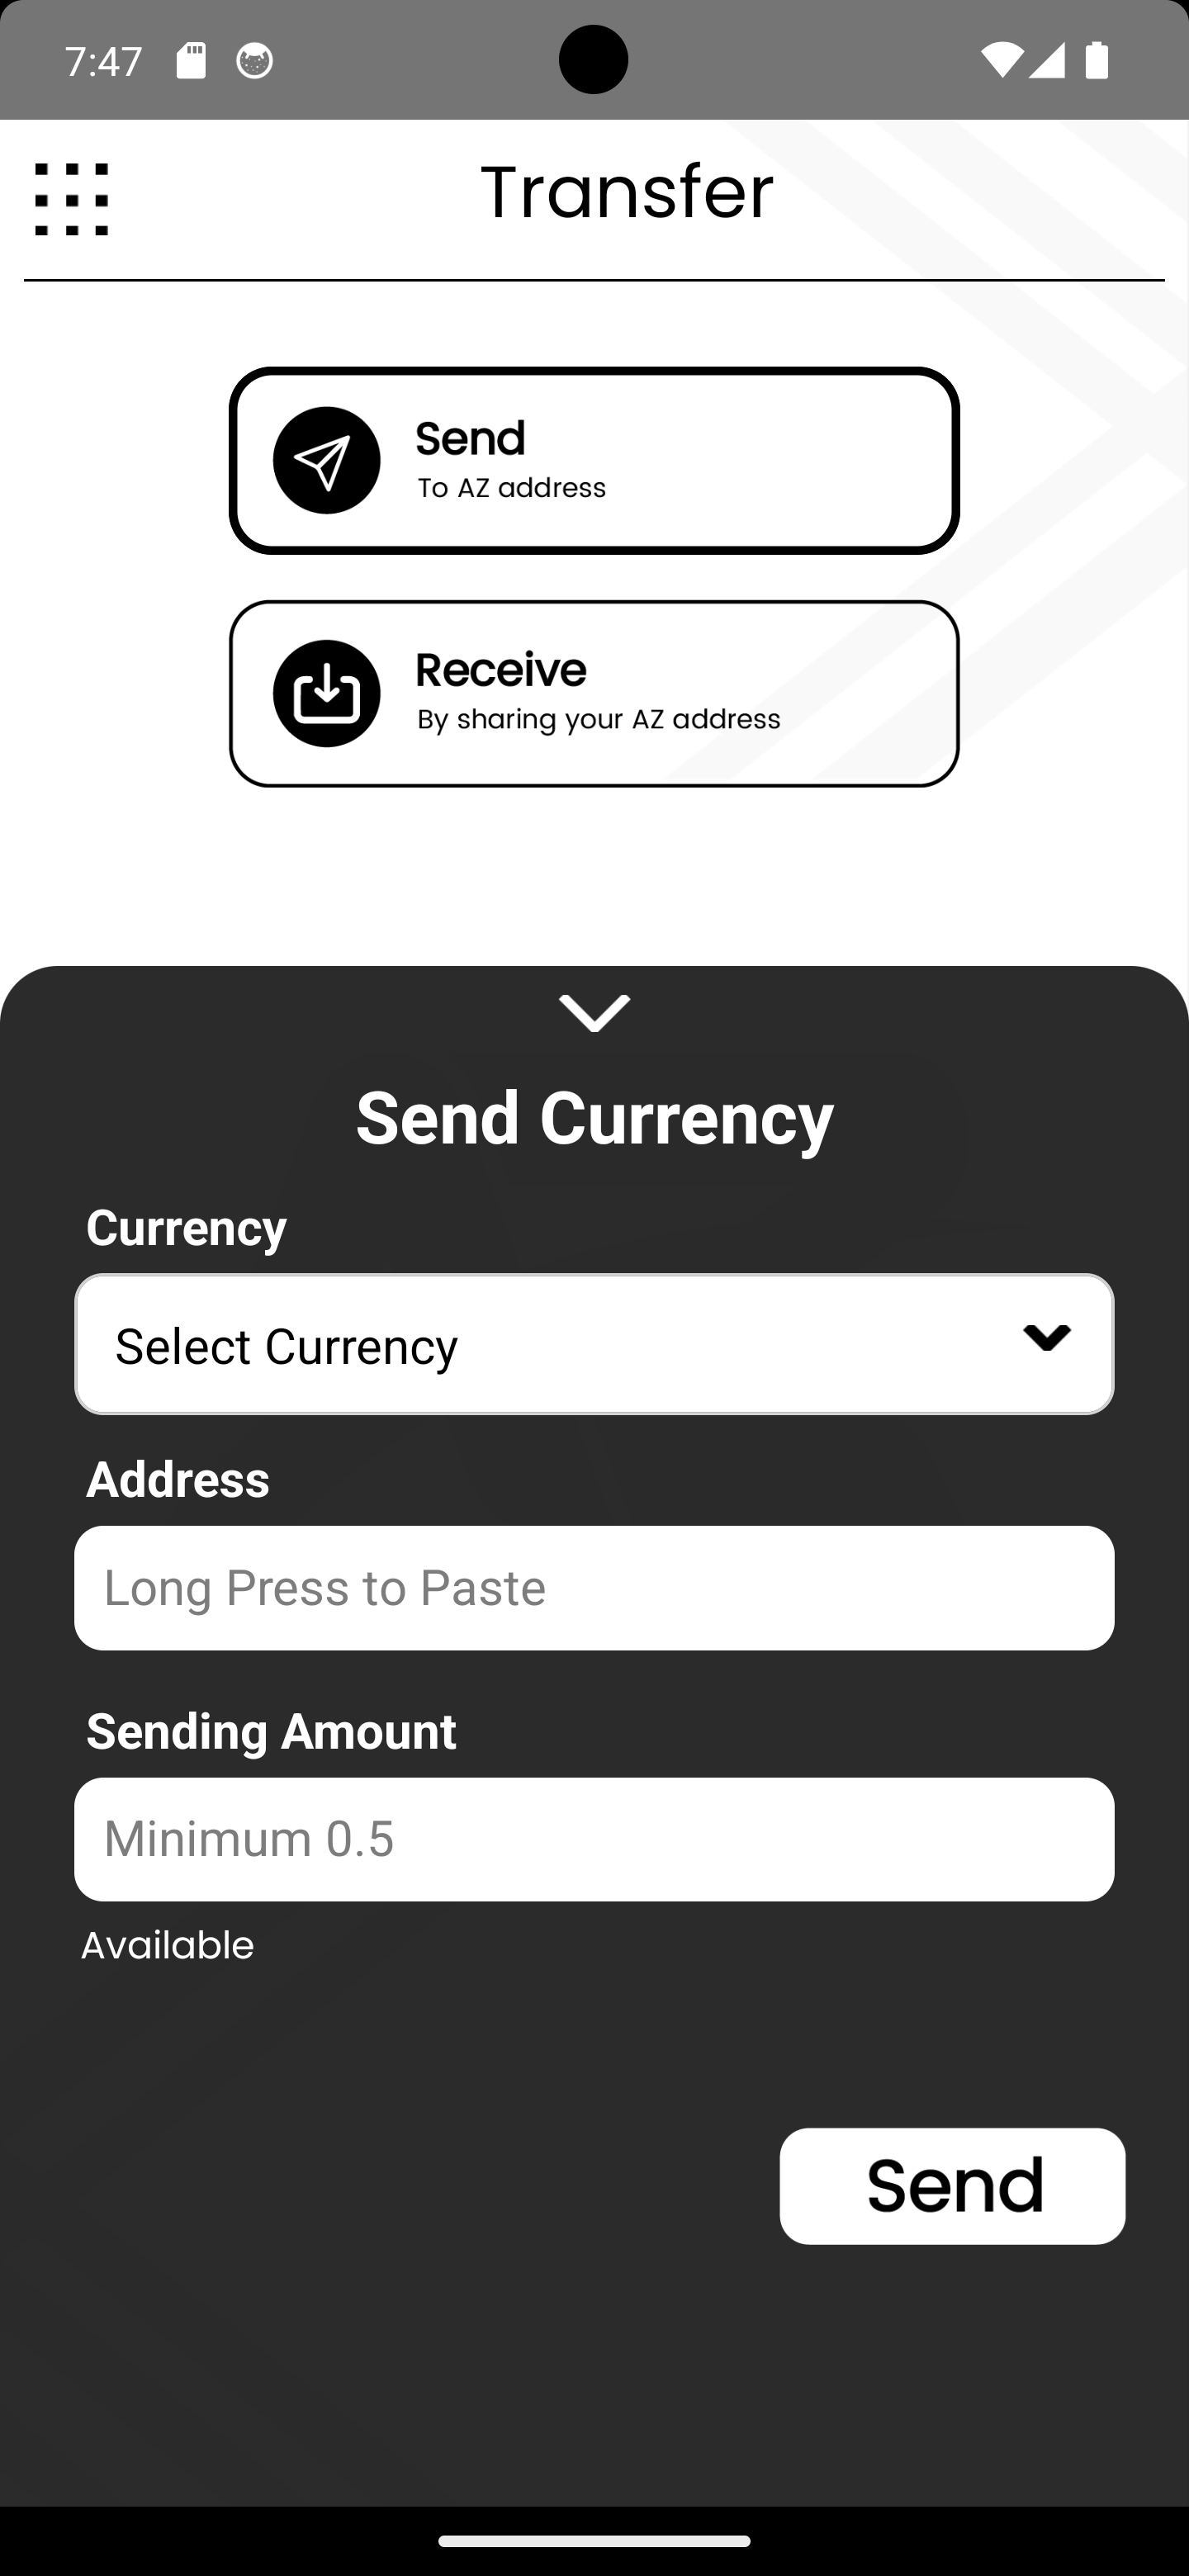 7:47
Transfer
Send
To AZ address
Receive
By sharing your AZ address
Send Currency
Currency
Select Currency
Address
Long Press to Paste
Sending Amount
Minimum 0.5
Available
Send